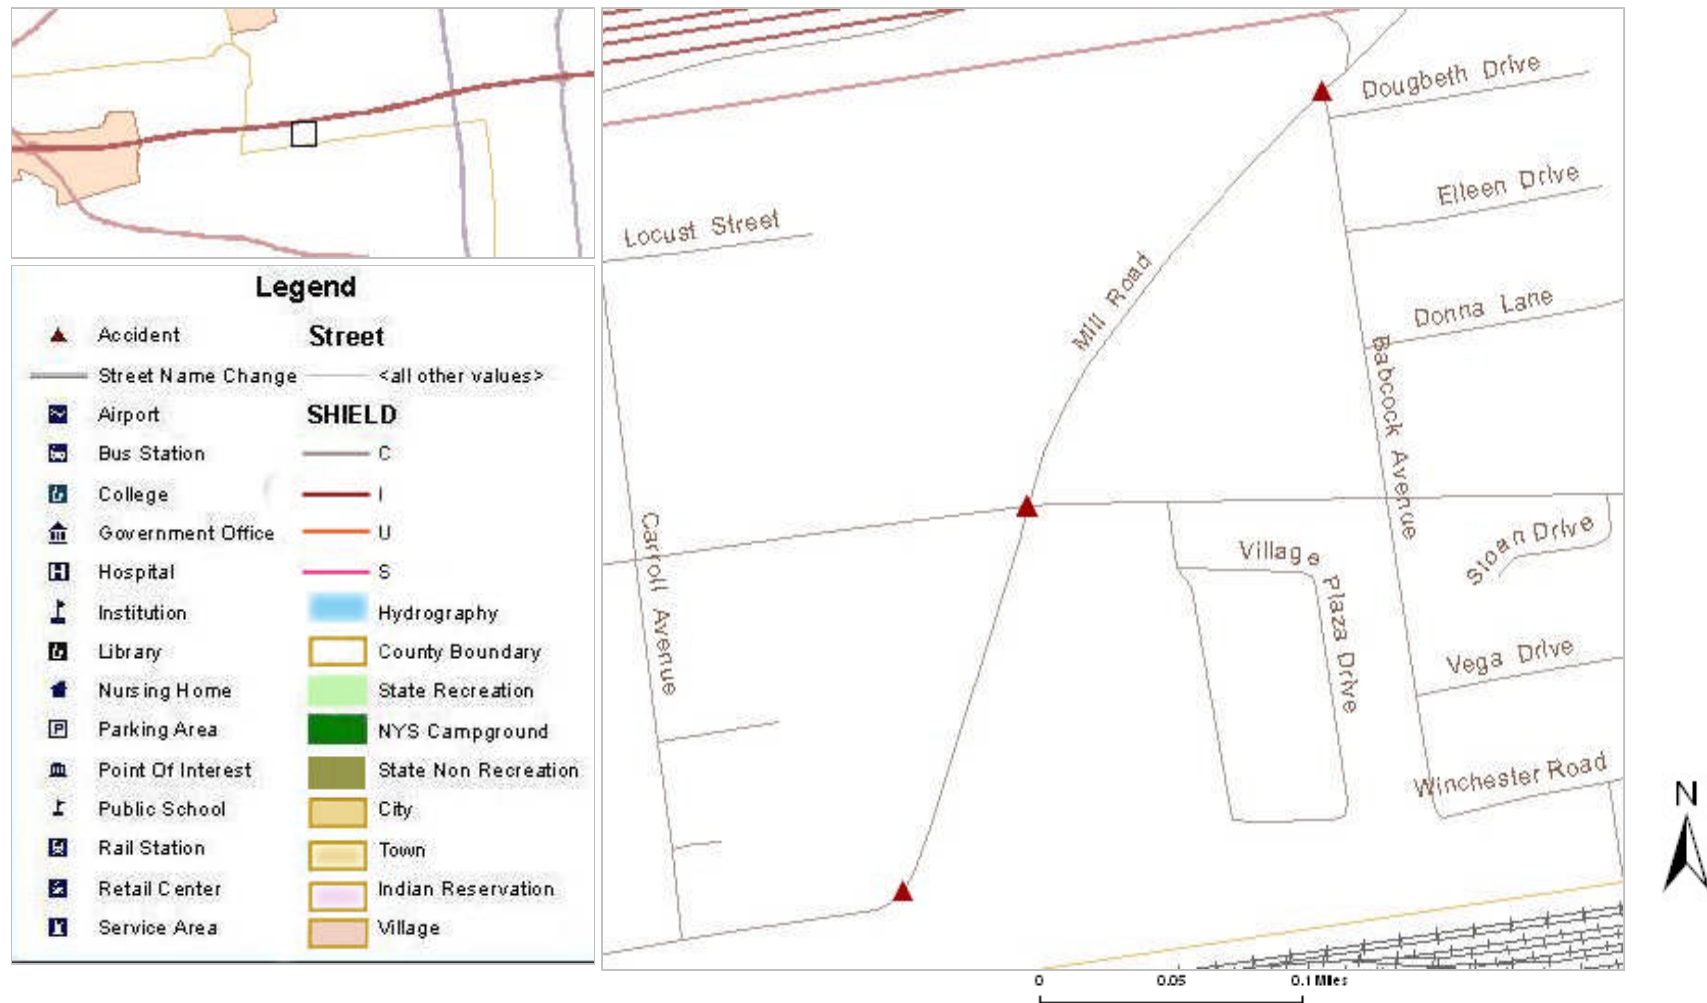 Legend
Accident
Street
Street Name Change
<all other values>
Airport
SHIELD
Bus Station
C
College
I
Government Office
U
Hospital
S
Institution
Hydrography
Library
County Boundary
Nursing Home
State Recreation
Parking Area
NYS Campground
Point Of Interest
State Non Recreation
Public School
City
Rail Station
Town
Retail Center
Indian Reservation
Service Area
Village
Dougbeth Drive
Eileen Drive
Locust Street
Mill Road
Donna Lane
Babcock Avenue
Carroll Avenue
Village Plaza Drive
Sloan Drive
Vega Drive
Winchester Road
N
0 0.05 0.1 Miles